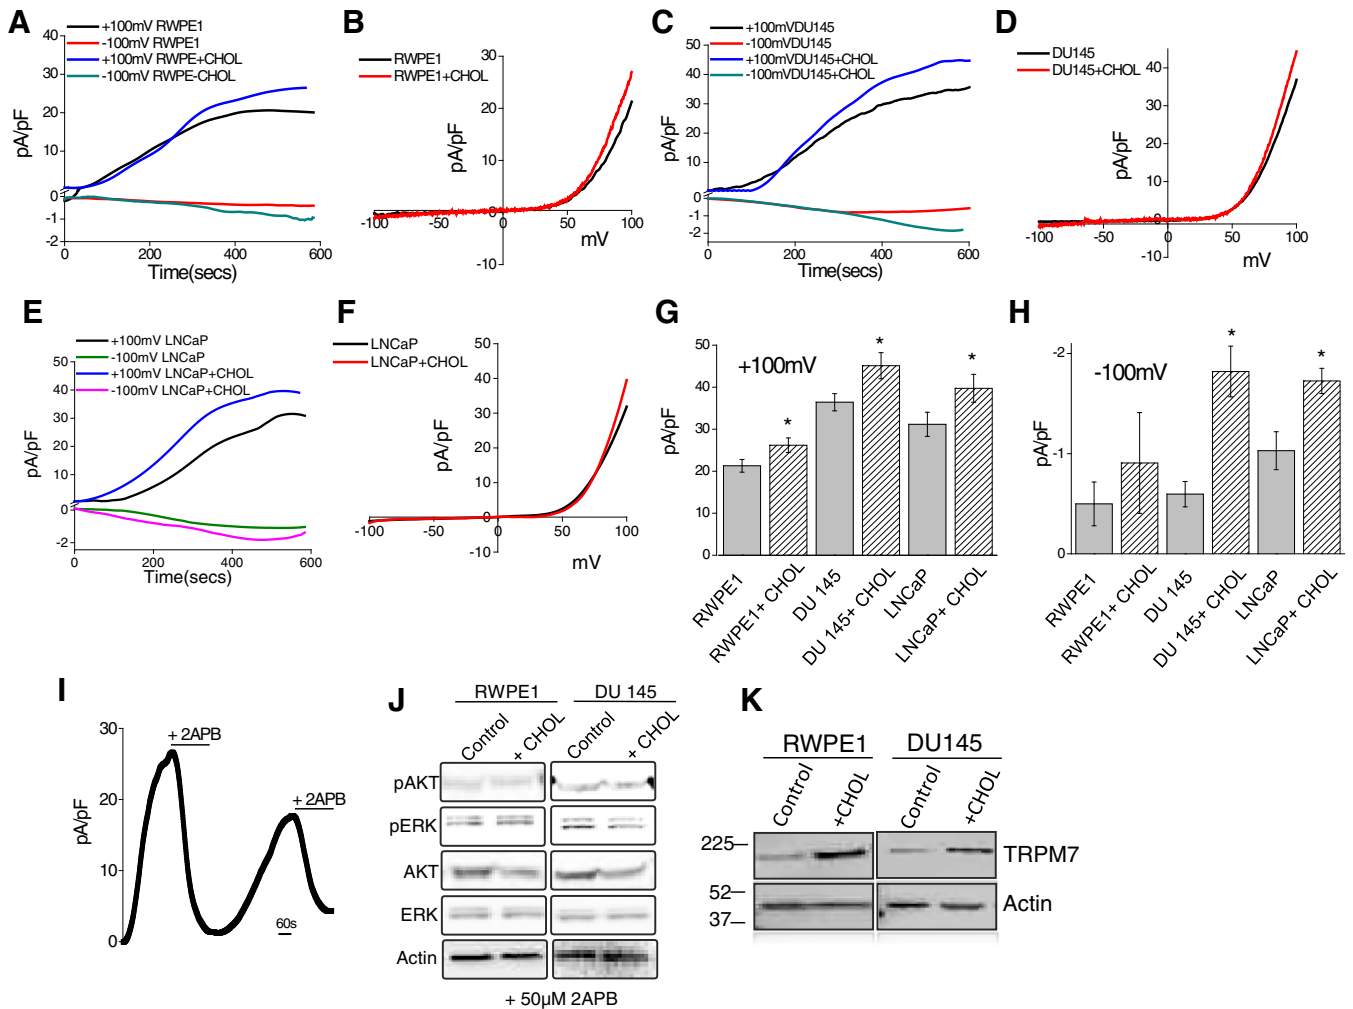 A
+100mV RWPE1
-100mV RWPE1
+100mV RWPE+CHOL
-100mV RWPE-CHOL
40
30
20
10
0
-1
-2
pA/pF
0 200 400 600
Time(secs)
B
RWPE1
RWPE1+CHOL
30
20
10
0
-10
pA/pF
-100 -50 50 100
mV
C
+100mVDU145
-100mVDU145
+100mVDU145+CHOL
-100mVDU145+CHOL
50
40
30
20
10
0
-1
-2
pA/pF
0 200 400 600
Time(secs)
D
DU145
DU145+CHOL
40
30
20
10
0
-10
pA/pF
-100 -50 0 50 100
mV
E
+100mV LNCaP
-100mV LNCaP
+100mV LNCaP+CHOL
-100mV LNCaP+CHOL
50
40
30
20
10
0
-2
pA/pF
0 200 400 600
Time(secs)
F
LNCaP
LNCaP+CHOL
50
40
30
20
10
0
-10
pA/pF
-100 -50 0 50 100
mV
G
+100mV
50
40
30
20
10
0
pA/pF
* * *
RWPE1
RWPE1+ CHOL
DU 145
DU 145+ CHOL
LNCaP
LNCaP+ CHOL
H
-100mV
-2
-1
0
pA/pF
* *
RWPE1
RWPE1+ CHOL
DU 145
DU 145+ CHOL
LNCaP
LNCaP+ CHOL
I
30
20
10
0
pA/pF
+ 2APB
+ 2APB
60s
J
RWPE1 DU 145
Control + CHOL Control + CHOL
pAKT
pERK
AKT
ERK
Actin
+ 50µM 2APB
K
RWPE1 DU145
Control +CHOL Control +CHOL
225
TRPM7
52
37
Actin